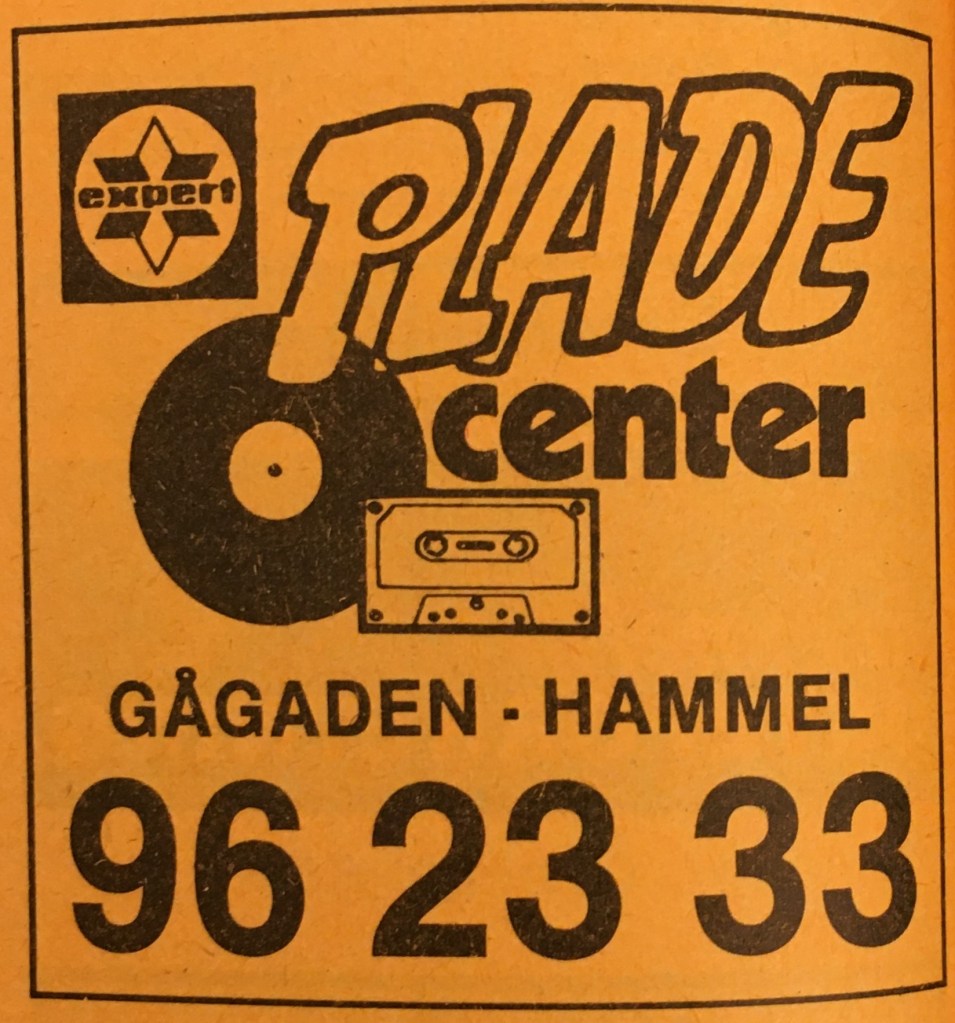 expert
PLADE
center
GÅGADEN - HAMMEL
96 23 33